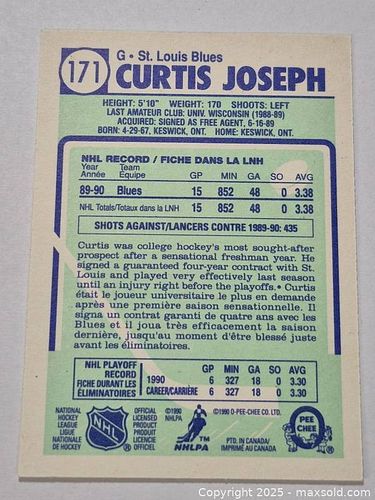 171
G • St. Louis Blues
CURTIS JOSEPH
HEIGHT: 5'10" WEIGHT: 170 SHOOTS: LEFT
LAST AMATEUR CLUB: UNIV. WISCONSIN (1988-89)
ACQUIRED: SIGNED AS FREE AGENT, 6-16-89
BORN: 4-29-67, KESWICK, ONT. HOME: KESWICK, ONT.
NHL RECORD / FICHE DANS LA LNH
Year Team GP MIN GA SO AVG
Année Équipe
89-90 Blues 15 852 48 0 3.38
NHL Totals/Totaux dans la LNH 15 852 48 0 3.38
SHOTS AGAINST/LANCERS CONTRE 1989-90: 435
Curtis was college hockey's most sought-after
prospect after a sensational freshman year. He
signed a guaranteed four-year contract with St.
Louis and played very effectively last season
until an injury right before the playoffs. • Curtis
était le joueur universitaire le plus en demande
après une première saison sensationnelle. Il
signa un contrat garanti de quatre ans avec les
Blues et il joua très efficacement la saison
dernière, jusqu'au moment d'être blessé juste
avant les éliminatoires.
NHL PLAYOFF
RECORD
FICHE DURANT LES
ÉLIMINATOIRES
GP MIN GA SO AVG
1990 6 327 18 0 3.30
CAREER/CARRIÈRE 6 327 18 0 3.30
NATIONAL
HOCKEY
LEAGUE
LIGUE
NATIONALE
DE HOCKEY
NHL
OFFICIAL
LICENSED
PRODUCT
PRODUIT
OFFICIEL
LICENCIÉ
©1990
NHLPA
NHLPA
©1990 O-PEE-CHEE CO. LTD.
PTD. IN CANADA/
IMPRIMÉ AU CANADA
O
PEE
CHEE
Copyright 2025 - maxsold.com